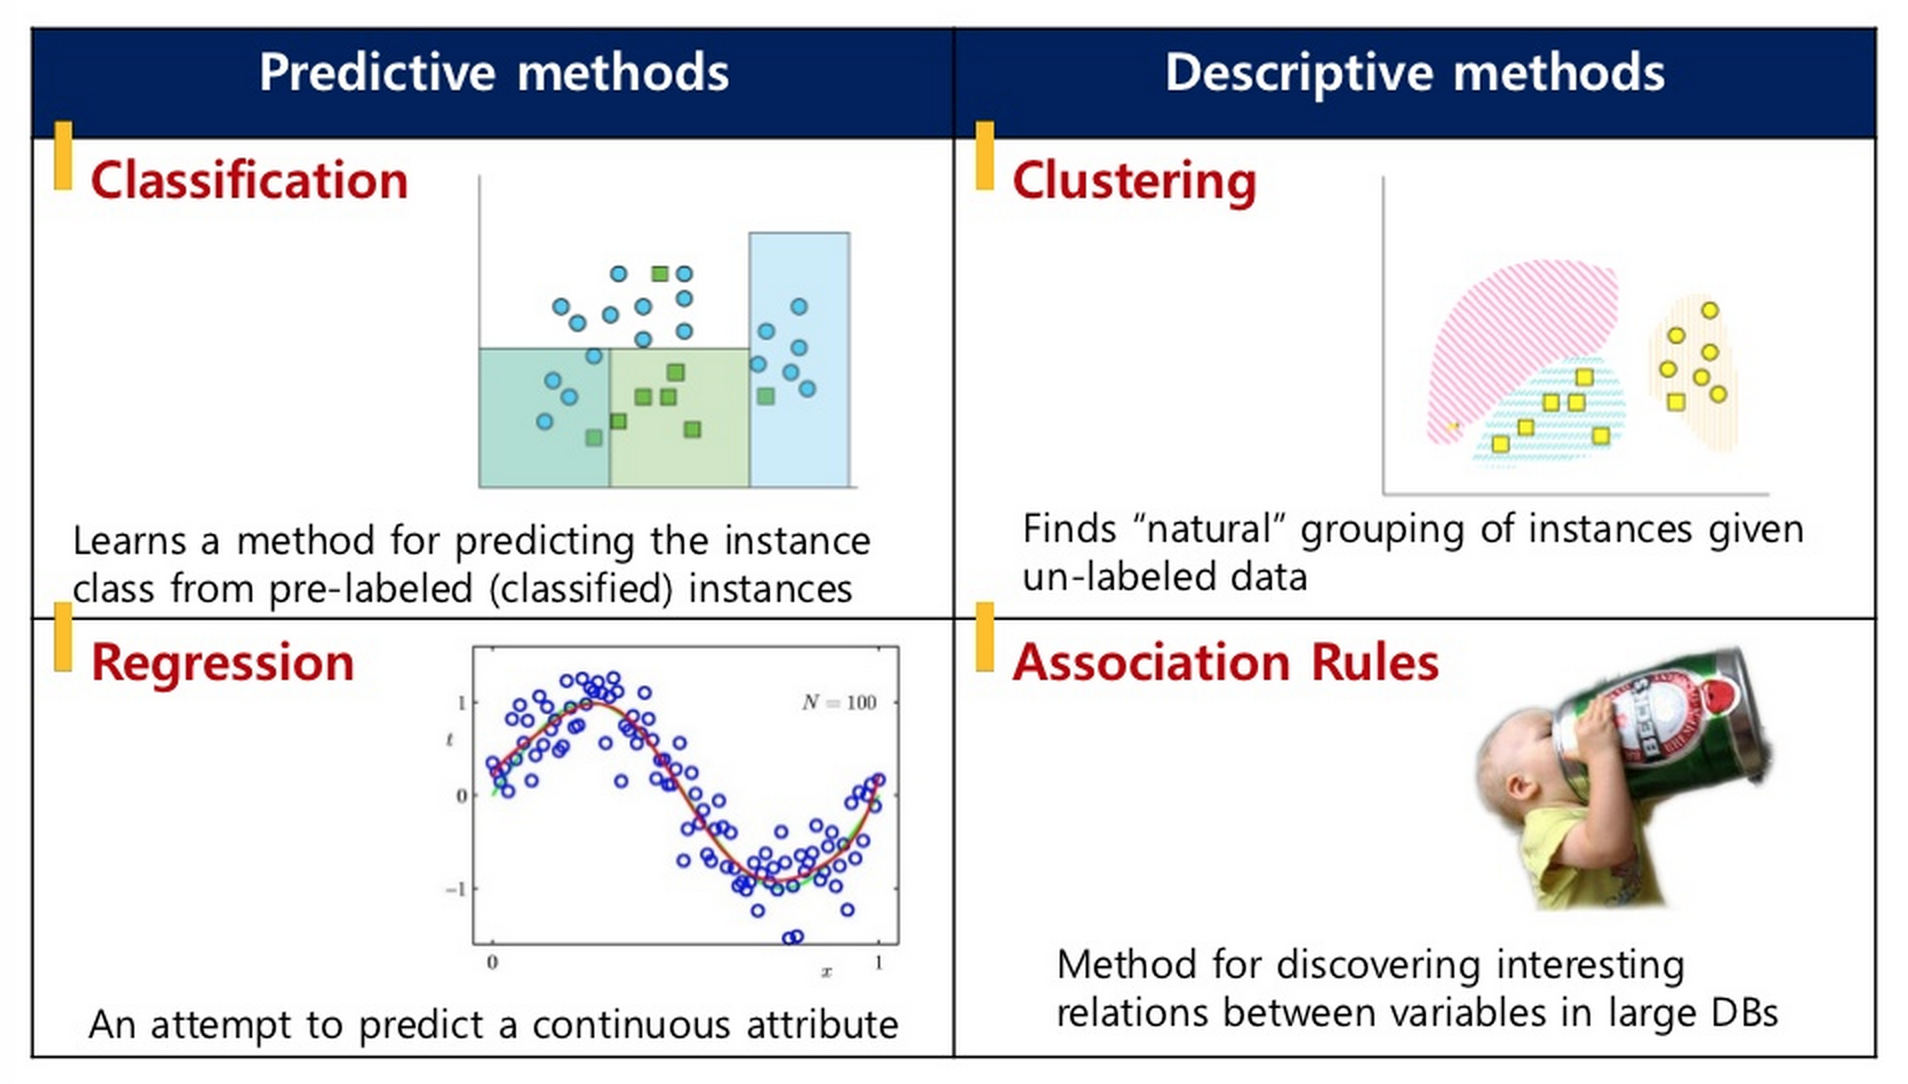 Predictive methods
Descriptive methods
Classification
Learns a method for predicting the instance
class from pre-labeled (classified) instances
Clustering
Finds “natural” grouping of instances given
un-labeled data
Regression
N = 100
1
t
0
−1
0
x
1
An attempt to predict a continuous attribute
Association Rules
BECK'S
Method for discovering interesting
relations between variables in large DBs